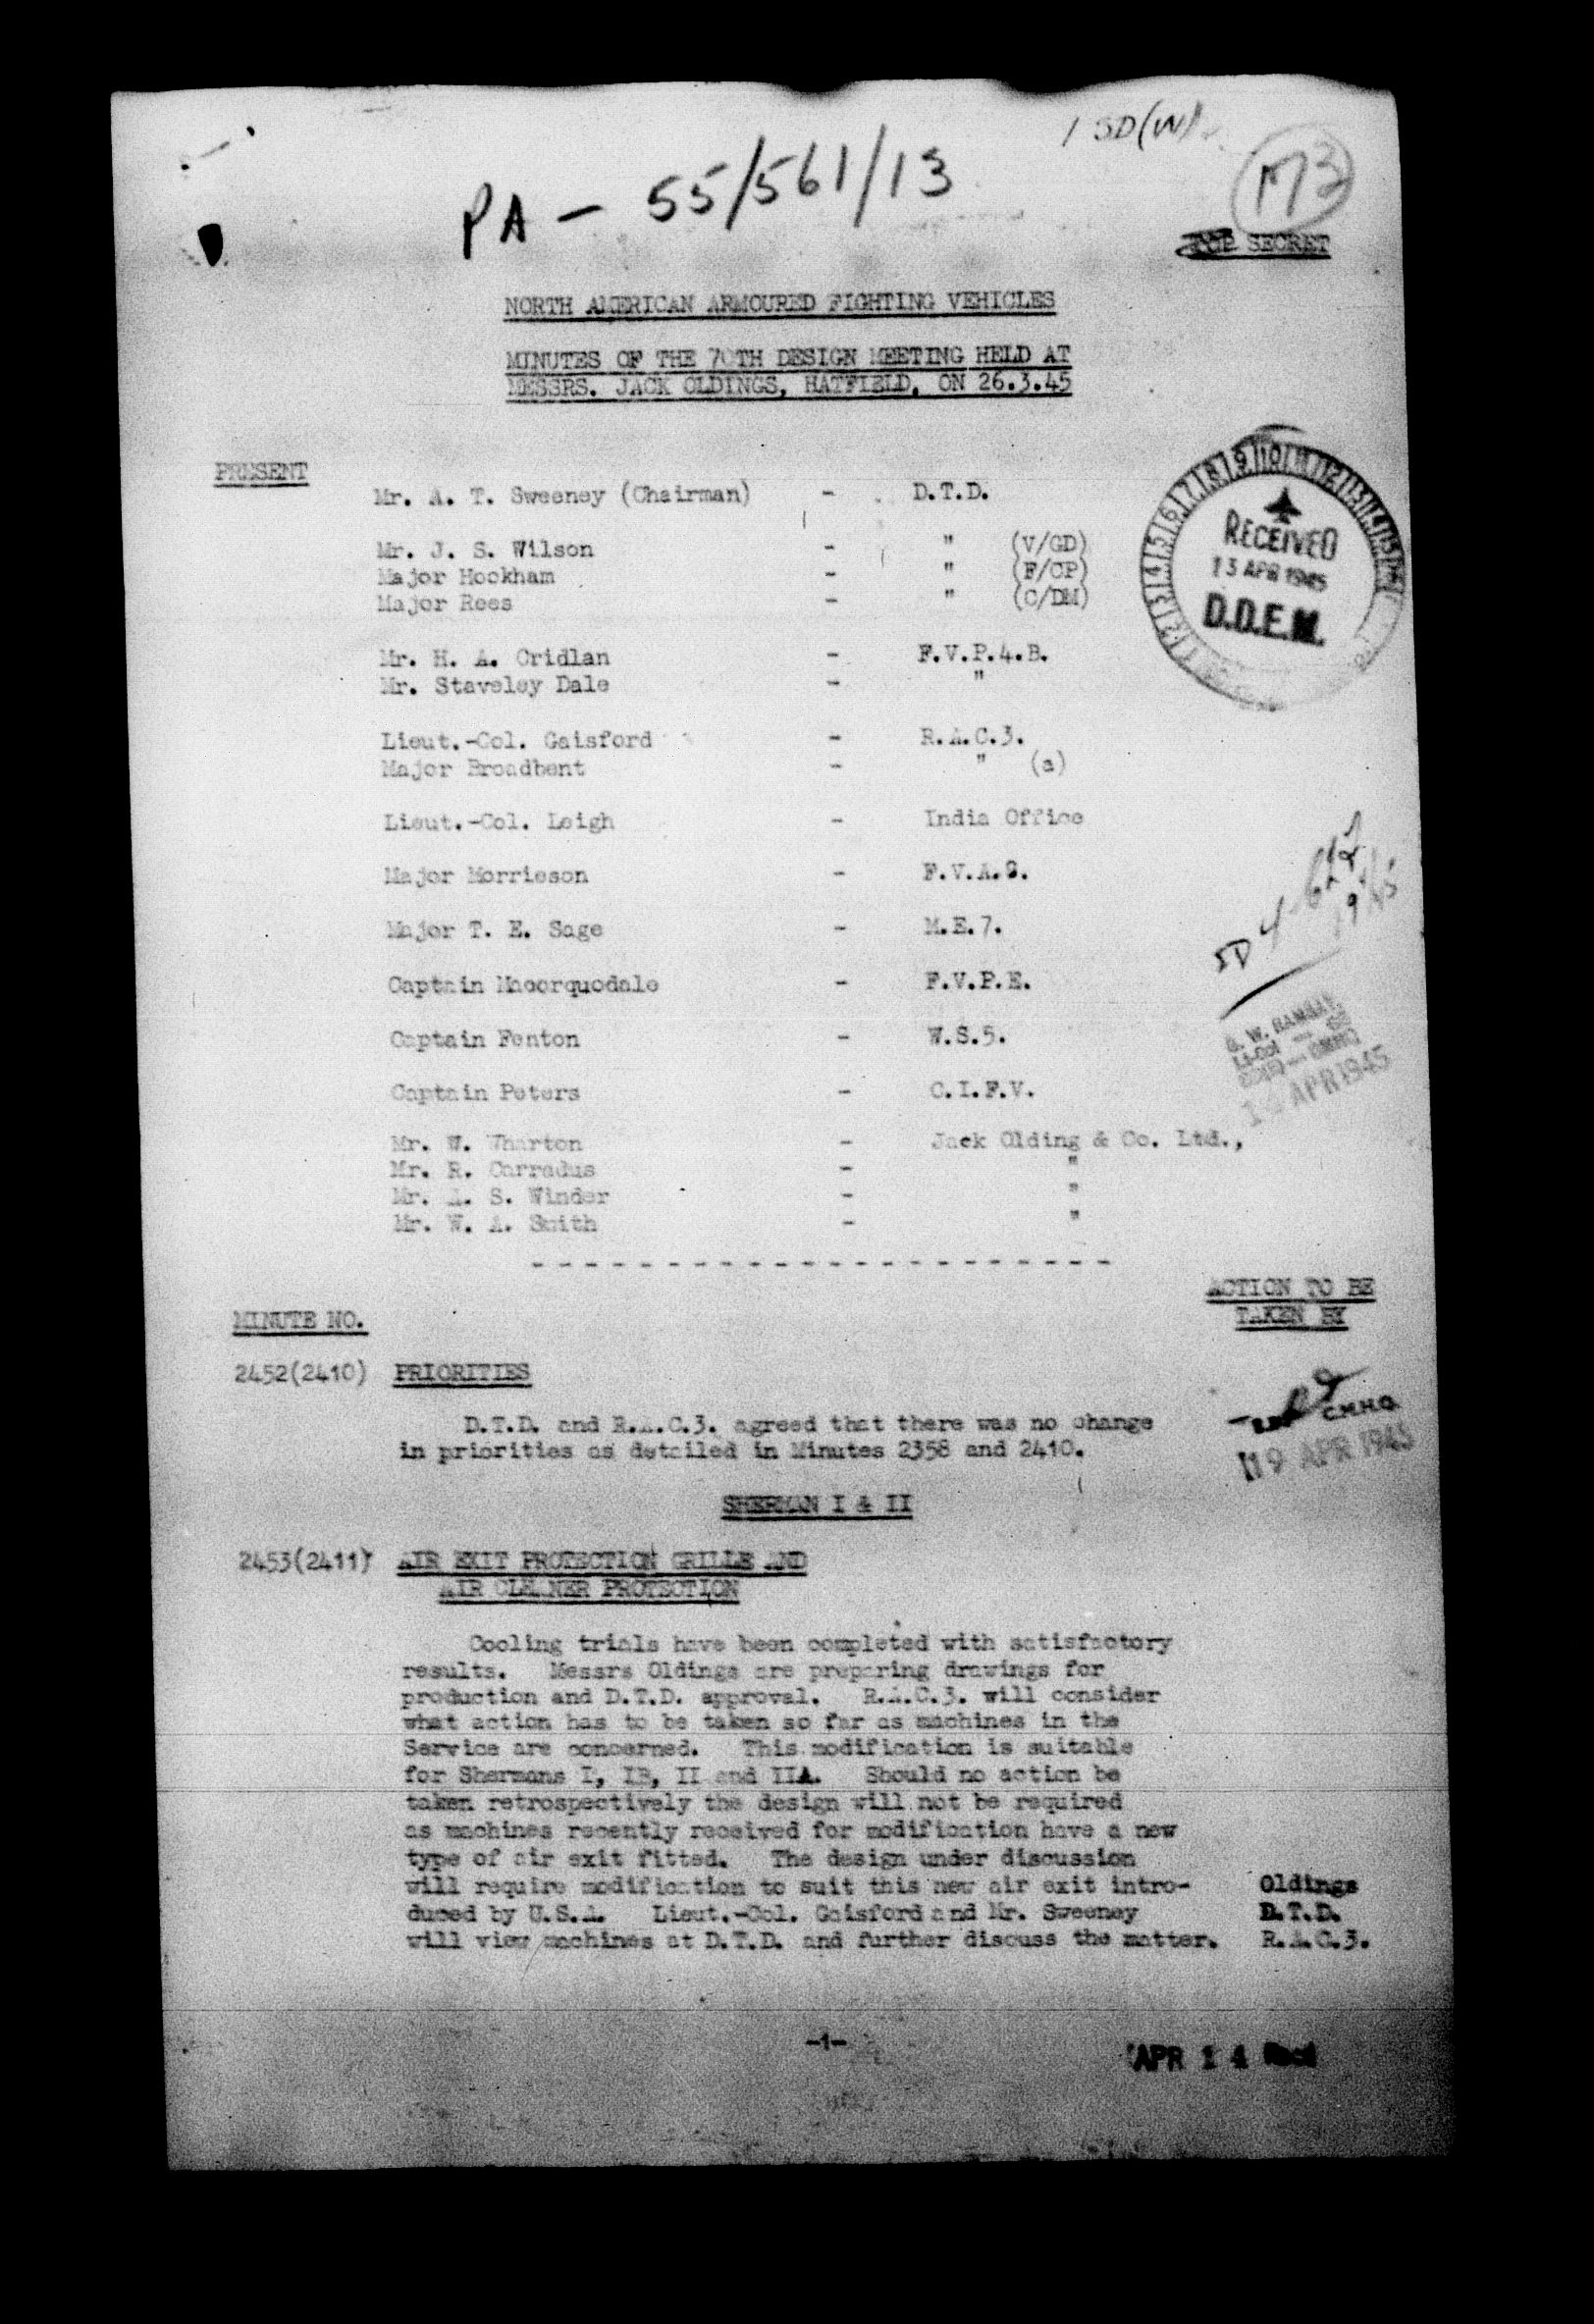 1 SD(W)
PA - 55/561/13
173
TOP SECRET
NORTH AMERICAN ARMOURED FIGHTING VEHICLES
MINUTES OF THE 70TH DESIGN MEETING HELD AT
MESSRS. JACK OLDINGS, HATFIELD, ON 26.3.45
PRESENT
Mr. A. T. Sweeney (Chairman) - D.T.D.
Mr. J. S. Wilson - " (V/GD)
Major Hookham - " (F/CP)
Major Rees - " (C/DM)
Mr. H. A. Cridlan - F.V.P.4.B.
Mr. Staveley Dale - "
Lieut.-Col. Gaisford - R.A.C.3.
Major Broadbent - " (a)
Lieut.-Col. Leigh - India Office
Major Morrieson - F.V.A.S.
Major T. E. Sage - M.E.7.
Captain Macorquodale - F.V.P.E.
Captain Fenton - W.S.5.
Captain Peters - C.I.F.V.
Mr. W. Wharton - Jack Olding & Co. Ltd.,
Mr. R. Carradus - "
Mr. A. S. Winder - "
Mr. W. A. Smith - "
RECEIVED
13 APR 1945
D.D.E.M.
SD 4
G. W. RAMSAY
Lt-Col
APR 1945
ACTION TO BE
TAKEN BY
MINUTE NO.
2452(2410) PRIORITIES
D.T.D. and R.A.C.3. agreed that there was no change
in priorities as detailed in Minutes 2358 and 2410.
C.M.H.Q.
19 APR 1945
SHERMAN I & II
2453(2411) AIR EXIT PROTECTION GRILLE AND
AIR CLEANER PROTECTION
Cooling trials have been completed with satisfactory
results. Messrs Oldings are preparing drawings for
production and D.T.D. approval. R.A.C.3. will consider
what action has to be taken so far as machines in the
Service are concerned. This modification is suitable
for Shermans I, IB, II and IIA. Should no action be
taken retrospectively the design will not be required
as machines recently received for modification have a new
type of air exit fitted. The design under discussion
will require modification to suit this new air exit intro- Oldings
duced by U.S.A. Lieut.-Col. Gaisford and Mr. Sweeney D.T.D.
will view machines at D.T.D. and further discuss the matter. R.A.C.3.
-1-
APR 14 Recd